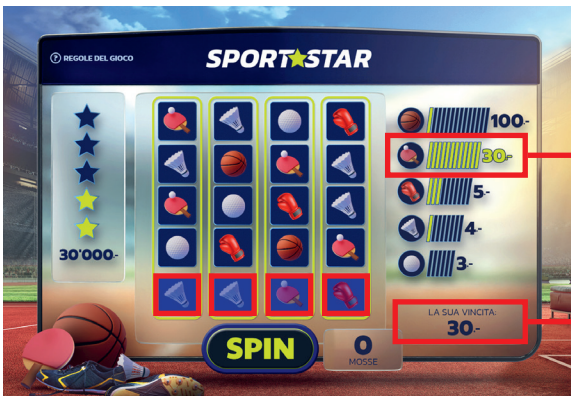 ? REGOLE DEL GIOCO
SPORT STAR
100.-
30.-
5.-
4.-
3.-
30'000.-
LA SUA VINCITA:
30.-
SPIN
0
MOSSE